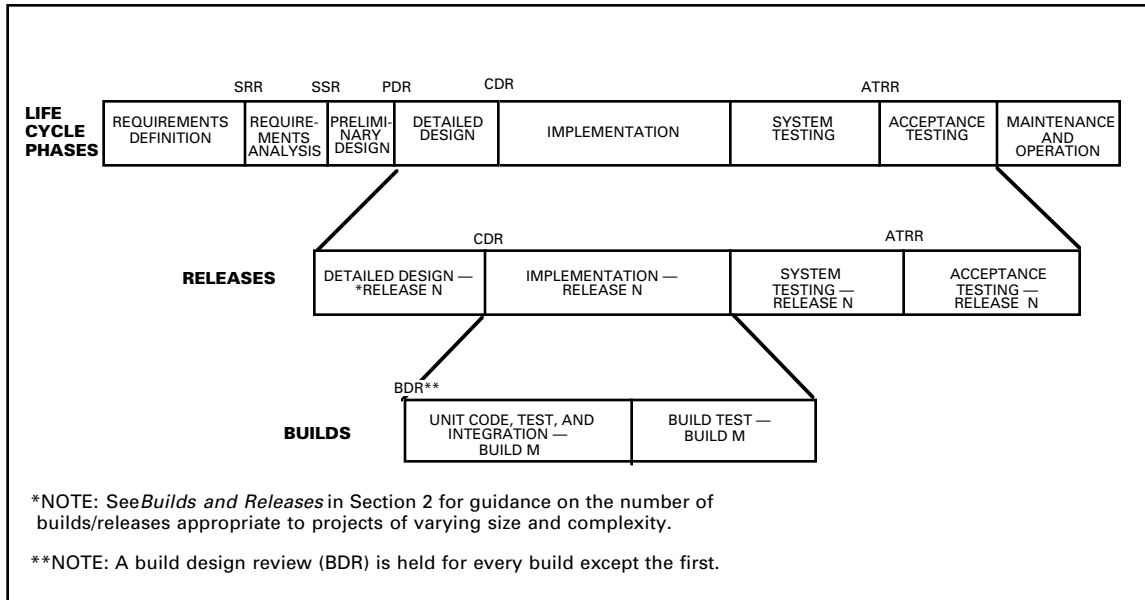 SRR SSR PDR CDR ATRR
LIFE
CYCLE
PHASES
REQUIREMENTS
DEFINITION
REQUIRE-
MENTS
ANALYSIS
PRELIMI-
NARY
DESIGN
DETAILED
DESIGN
IMPLEMENTATION
SYSTEM
TESTING
ACCEPTANCE
TESTING
MAINTENANCE
AND
OPERATION
CDR ATRR
RELEASES
DETAILED DESIGN —
*RELEASE N
IMPLEMENTATION —
RELEASE N
SYSTEM
TESTING —
RELEASE N
ACCEPTANCE
TESTING —
RELEASE N
BDR**
BUILDS
UNIT CODE, TEST, AND
INTEGRATION —
BUILD M
BUILD TEST —
BUILD M
*NOTE: See Builds and Releases in Section 2 for guidance on the number of
builds/releases appropriate to projects of varying size and complexity.
**NOTE: A build design review (BDR) is held for every build except the first.